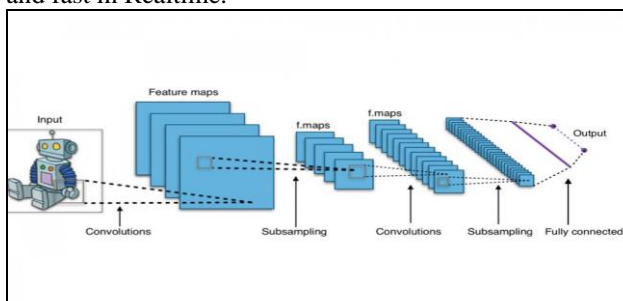 and fast in Realtime.
Feature maps
Input
f.maps
f.maps
Output
Convolutions
Subsampling
Convolutions
Subsampling
Fully connected